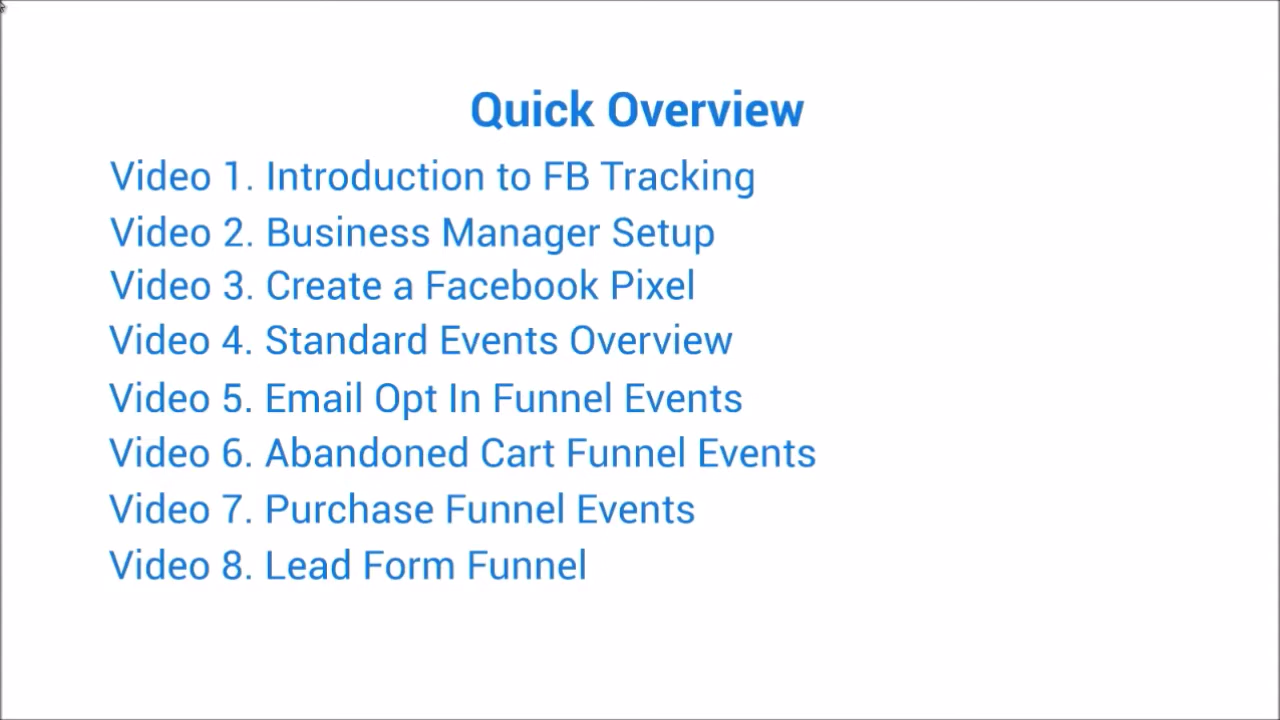 Quick Overview
Video 1. Introduction to FB Tracking
Video 2. Business Manager Setup
Video 3. Create a Facebook Pixel
Video 4. Standard Events Overview
Video 5. Email Opt In Funnel Events
Video 6. Abandoned Cart Funnel Events
Video 7. Purchase Funnel Events
Video 8. Lead Form Funnel